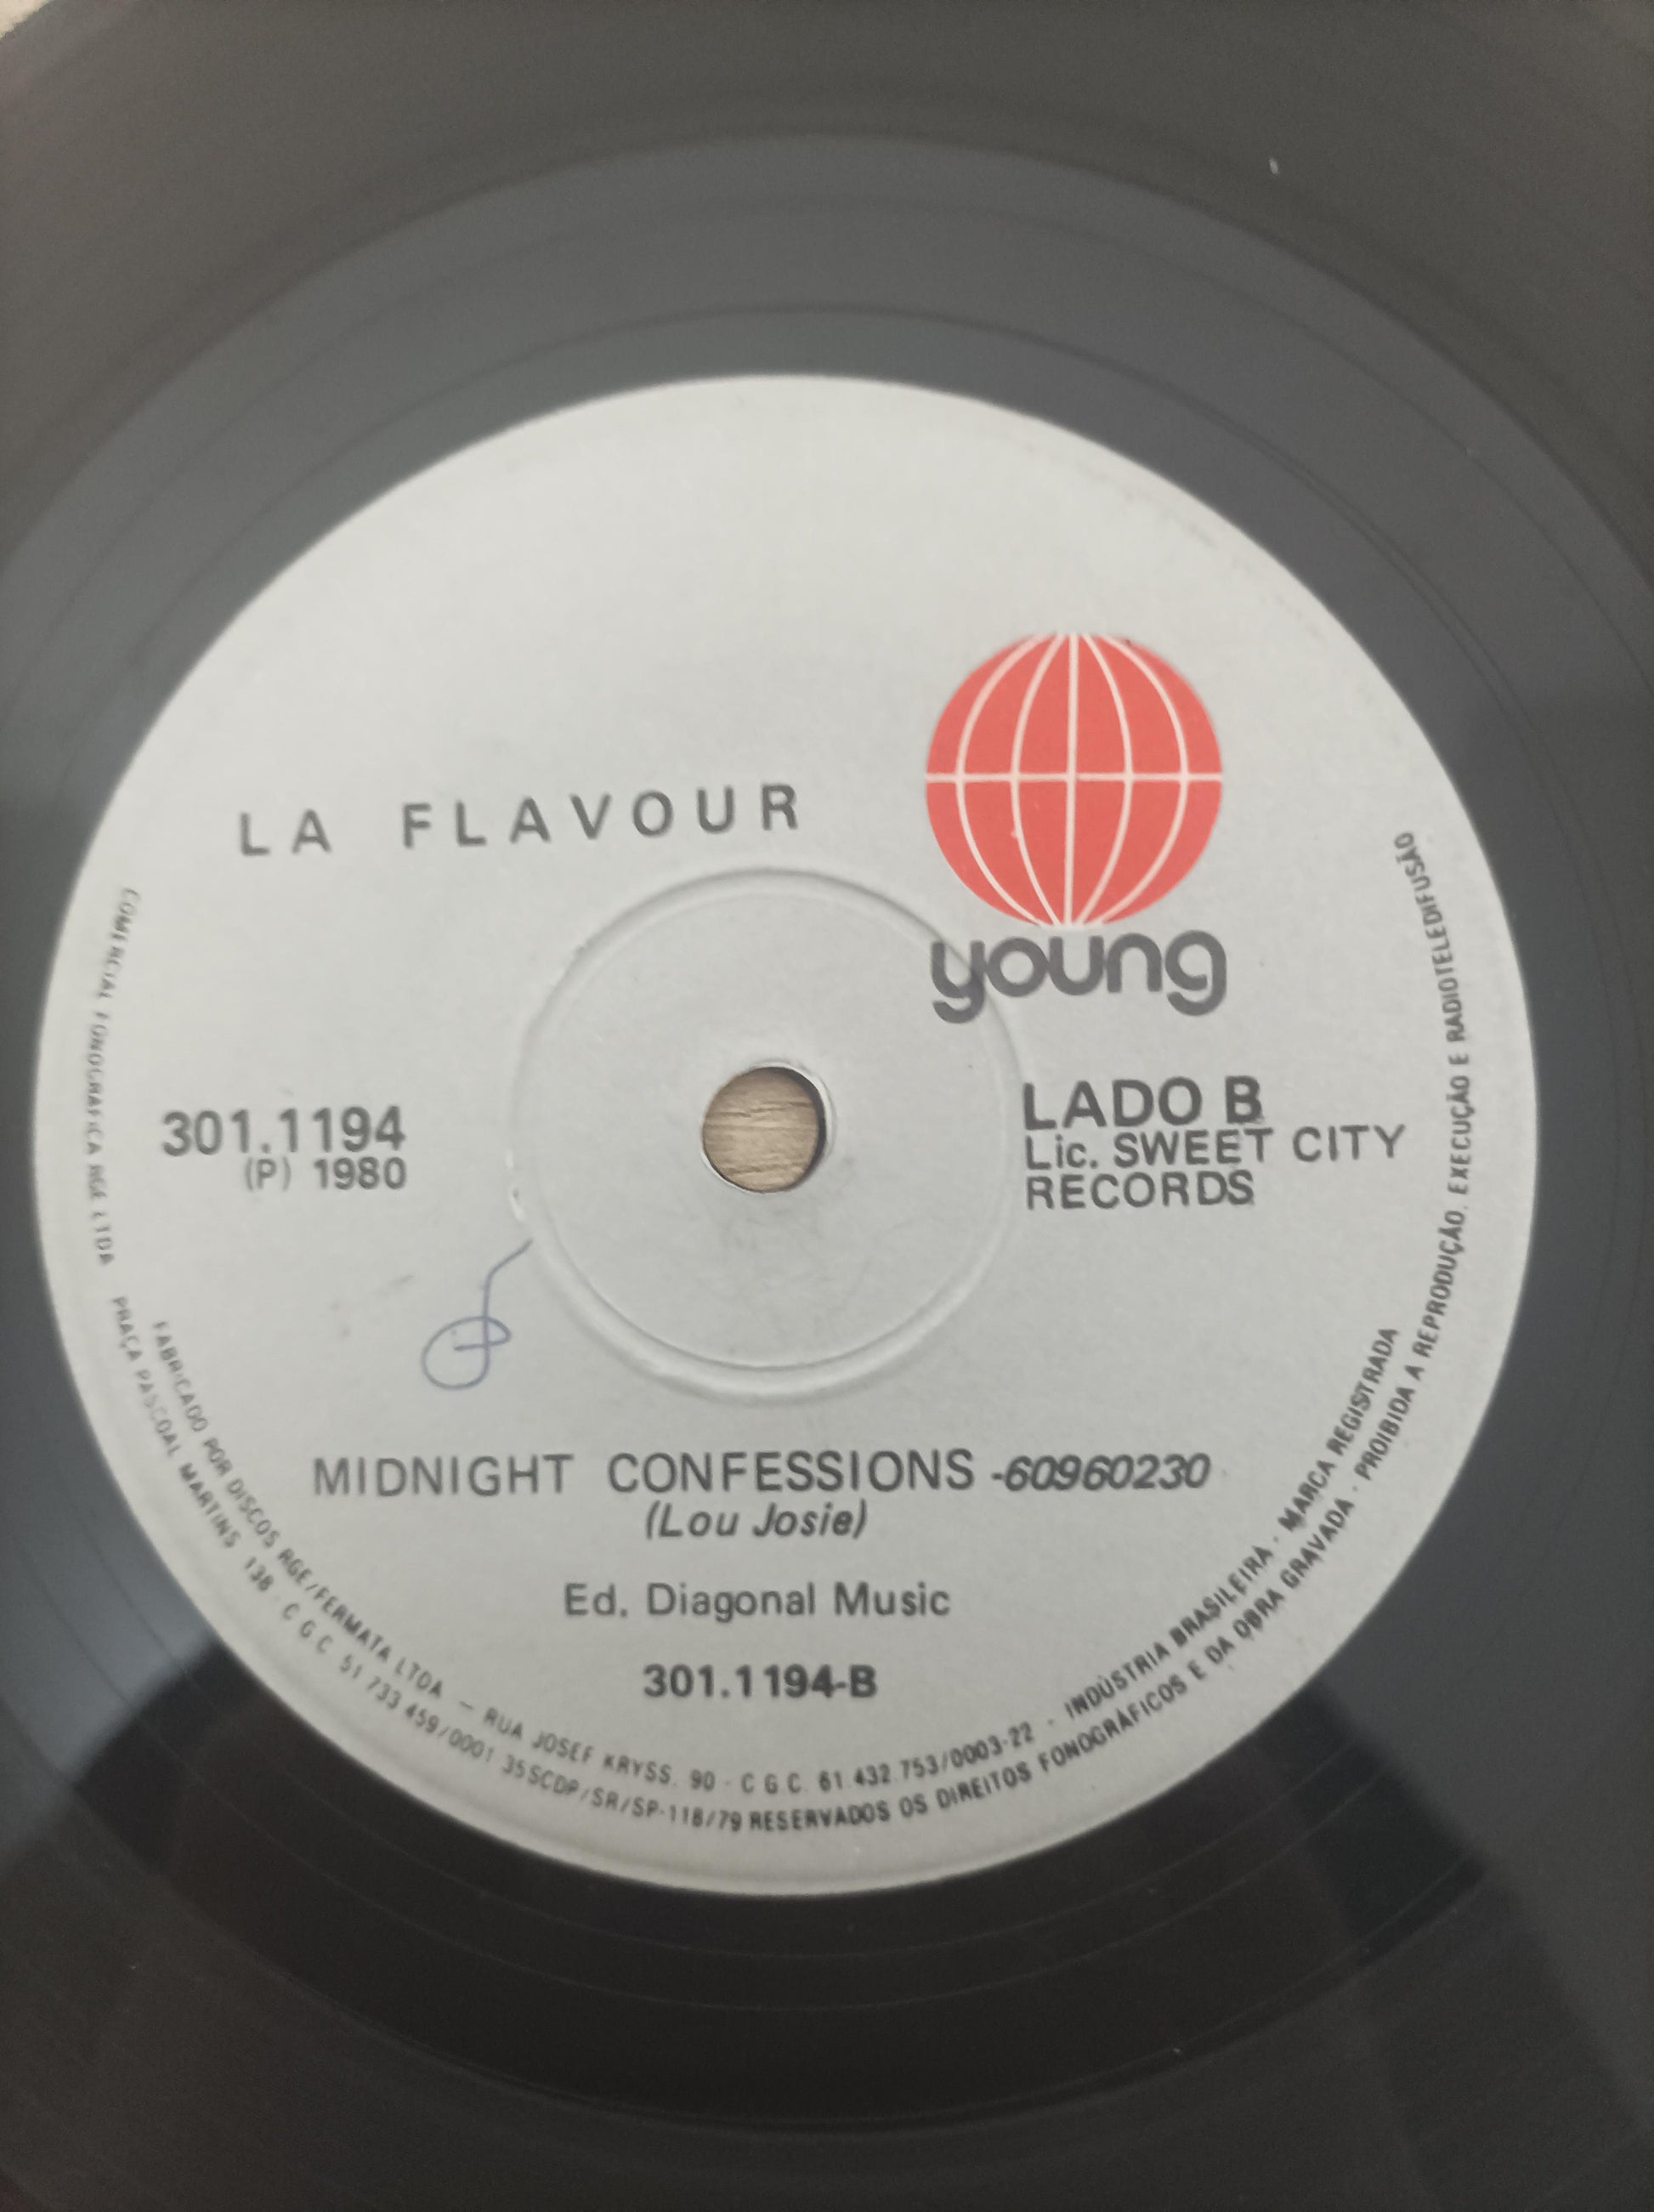 LA FLAVOUR
young
301.1194
(P) 1980
LADO B
Lic. SWEET CITY
RECORDS
MIDNIGHT CONFESSIONS -60960230
(Lou Josie)
Ed. Diagonal Music
301.1194-B
FABRICADO POR DISCOS RGE/FERMATA LTDA — RUA JOSEF KRYSS, 90 - C G C. 61.432.753/0003-22 - INDÚSTRIA BRASILEIRA - MARCA REGISTRADA
COMERCIAL FONOGRAFICA RGE LTDA PRAÇA PASCOAL MARTINS 138 - C G C 51 733 459/0001 35 SCDP/SR/SP-118/79 RESERVADOS OS DIREITOS FONOGRÁFICOS E DA OBRA GRAVADA - PROIBIDA A REPRODUÇÃO, EXECUÇÃO E RADIOTELEDIFUSÃO